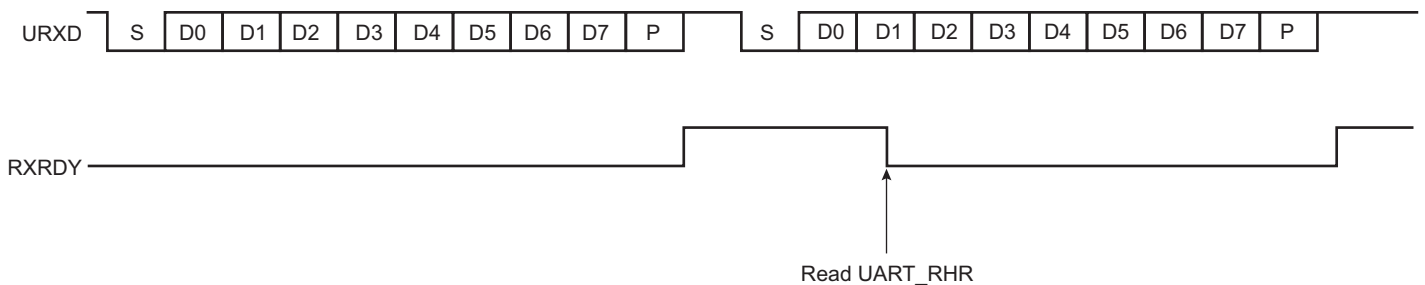 URXD S D0 D1 D2 D3 D4 D5 D6 D7 P S D0 D1 D2 D3 D4 D5 D6 D7 P
RXRDY
Read UART_RHR